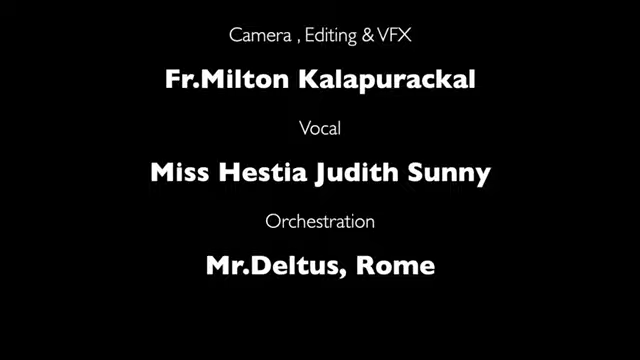 Camera , Editing & VFX
Fr.Milton Kalapurackal
Vocal
Miss Hestia Judith Sunny
Orchestration
Mr.Deltus, Rome